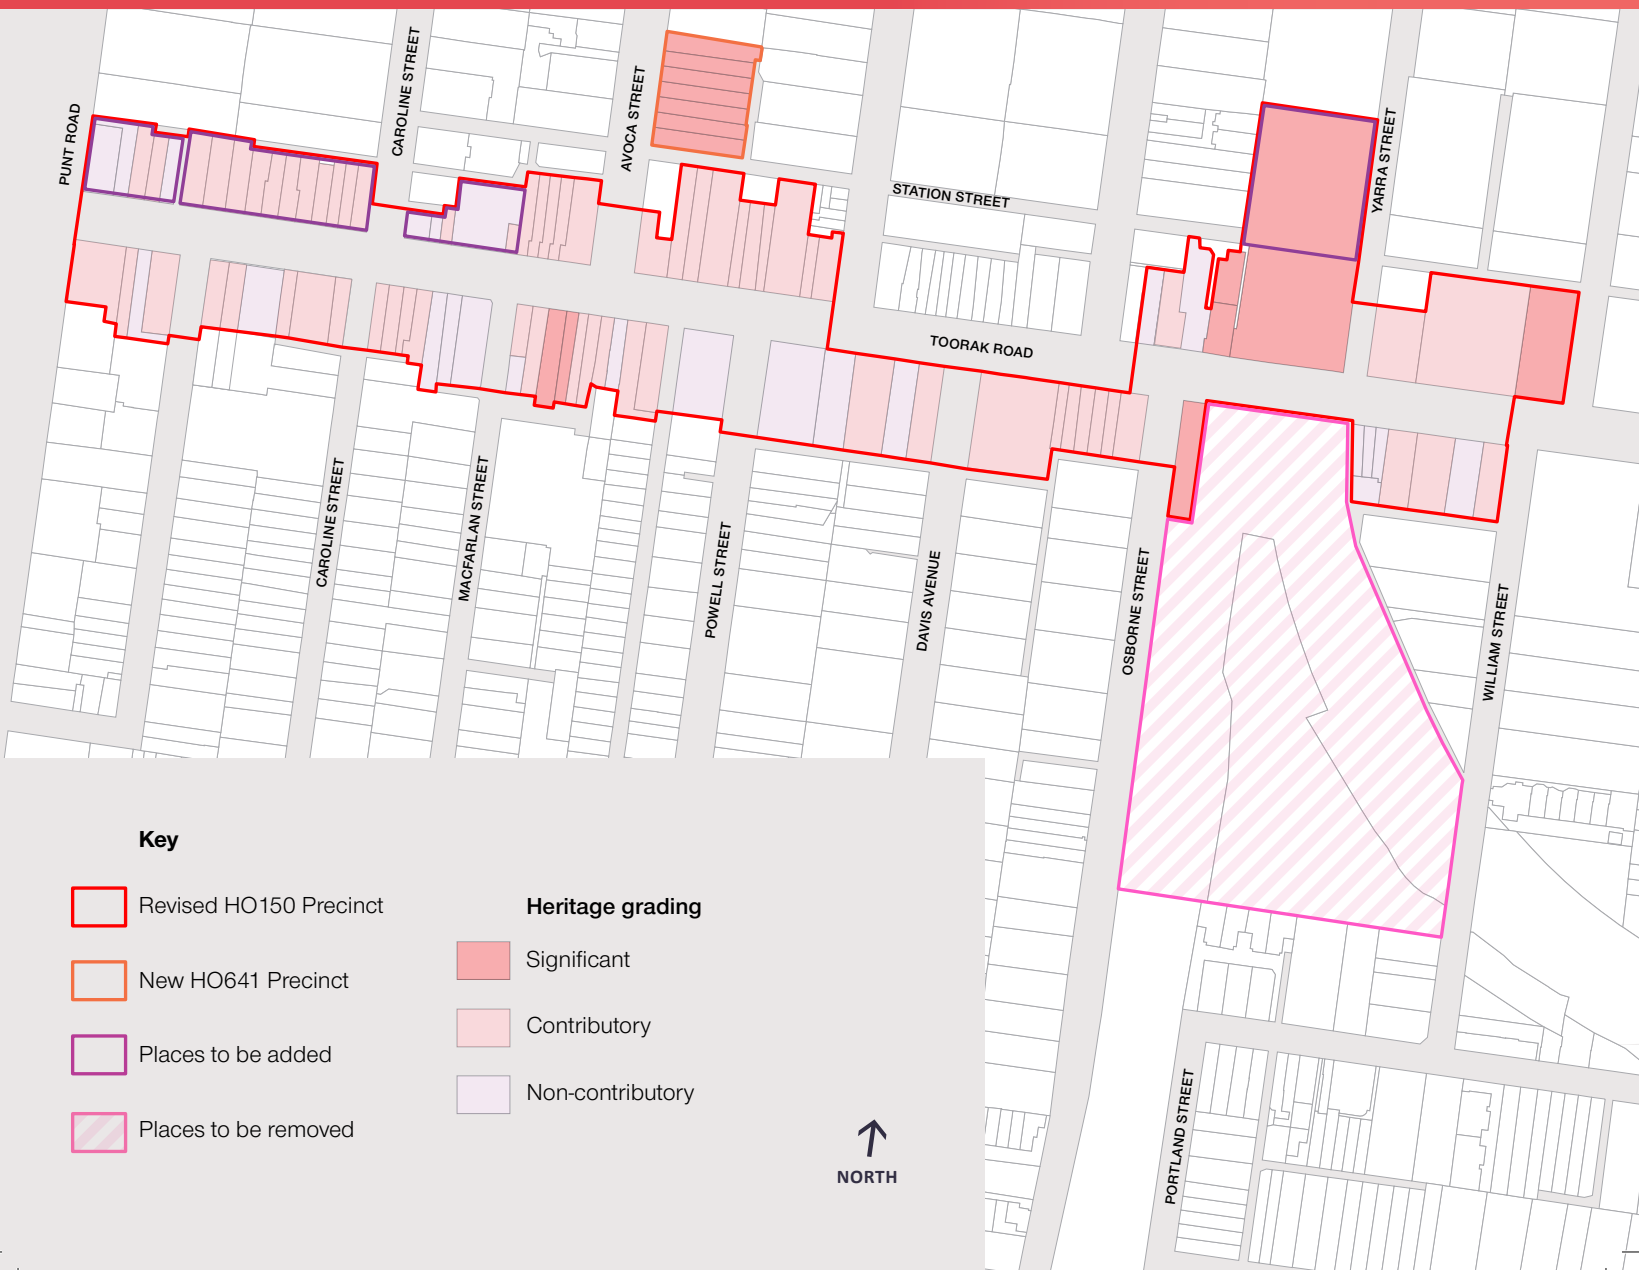 PUNT ROAD
CAROLINE STREET
AVOCA STREET
STATION STREET
YARRA STREET
TOORAK ROAD
CAROLINE STREET
MACFARLAN STREET
POWELL STREET
DAVIS AVENUE
OSBORNE STREET
WILLIAM STREET
PORTLAND STREET
Key
Revised HO150 Precinct
New HO641 Precinct
Places to be added
Places to be removed
Heritage grading
Significant
Contributory
Non-contributory
NORTH